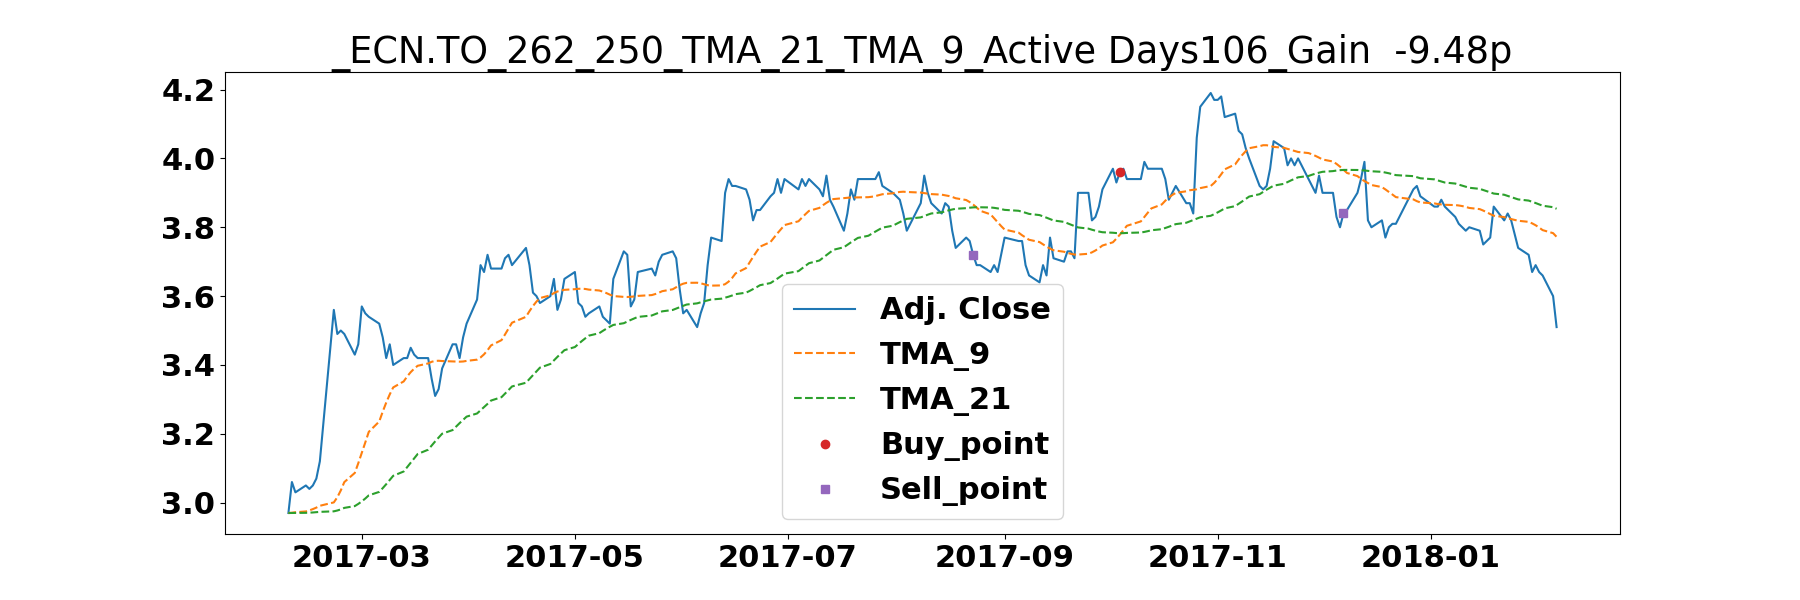 _ECN.TO_262_250_TMA_21_TMA_9_Active Days106_Gain  -9.48p
4.2
4.0
3.8
3.6
3.4
3.2
3.0
Adj. Close
TMA_9
TMA_21
Buy_point
Sell_point
2017-03 2017-05 2017-07 2017-09 2017-11 2018-01